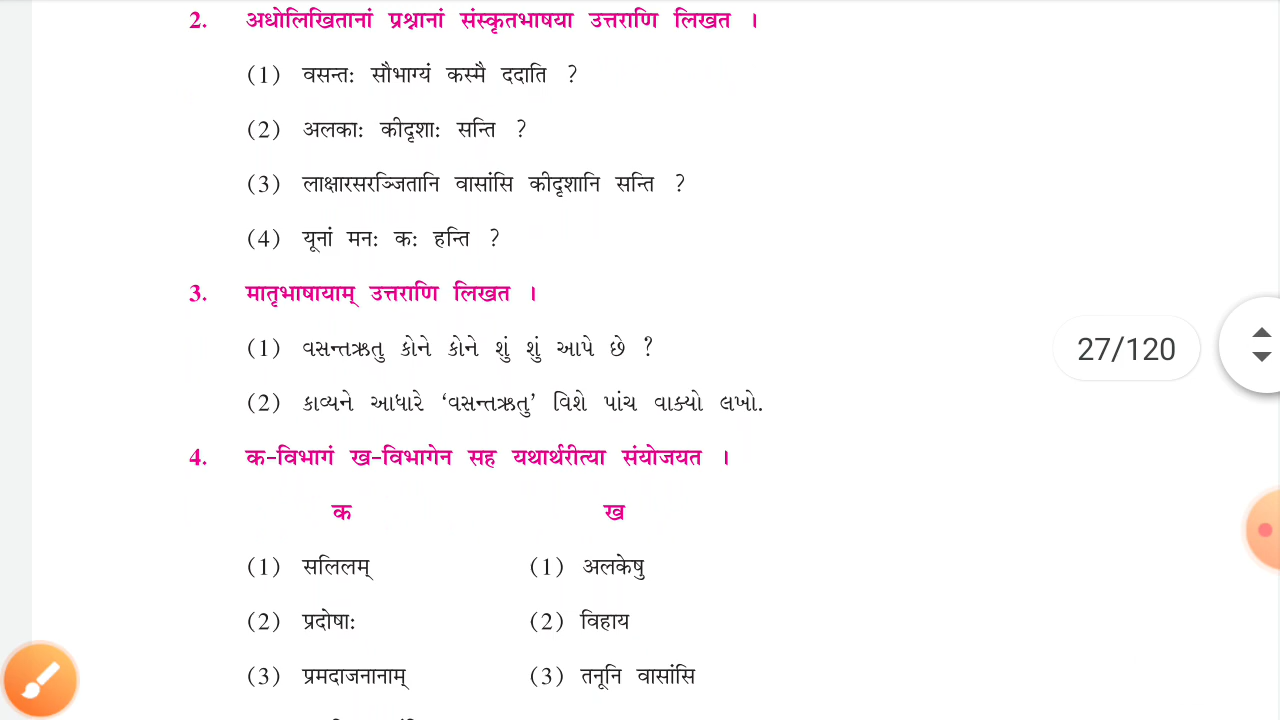 2. अधोलिखितानां प्रश्नानां संस्कृतभाषया उत्तराणि लिखत ।
(1) वसन्तः सौभाग्यं कस्मै ददाति ?
(2) अलकाः कीदृशाः सन्ति ?
(3) लाक्षारसरञ्जितानि वासांसि कीदृशानि सन्ति ?
(4) यूनां मनः कः हन्ति ?
3. मातृभाषायाम् उत्तराणि लिखत ।
(1) વસન્તઋતુ કોને કોને શું શું આપે છે ?
(2) કાવ્યને આધારે ‘વસન્તઋતુ’ વિશે પાંચ વાક્યો લખો.
27/120
4. क-विभागं ख-विभागेन सह यथार्थरीत्या संयोजयत ।
क ख
(1) सलिलम् (1) अलकेषु
(2) प्रदोषाः (2) विहाय
(3) प्रमदाजनानाम् (3) तनूनि वासांसि